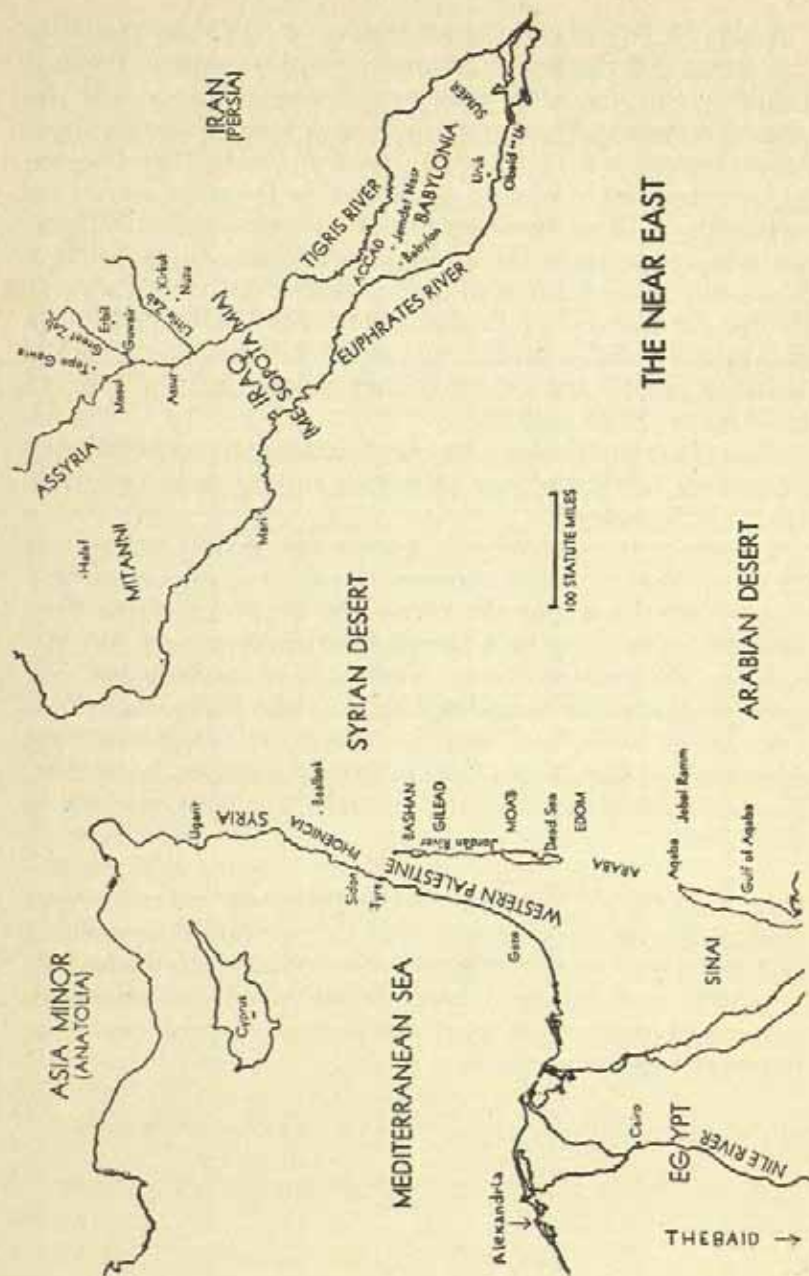 ASIA MINOR
(ANATOLIA)
Cyprus
MEDITERRANEAN SEA
Alexandria
Cairo
EGYPT
NILE RIVER
THEBAID
Ugarit
SYRIA
PHOENICIA
Baalbek
Sidon
Tyre
WESTERN PALESTINE
Gaza
BASHAN
GILEAD
Jordan River
MOAB
Dead Sea
EDOM
ARABA
SINAI
Aqaba
Jebel Ramm
Gulf of Aqaba
SYRIAN DESERT
ARABIAN DESERT
Halaf
MITANNI
ASSYRIA
Mari
Tepe Gawra
Great Zab
Mosul
Erbil
Guwair
Little Zab
Kirkuk
Nuzu
Assur
IRAQ
[MESOPOTAMIA]
IRAN
[PERSIA]
TIGRIS RIVER
EUPHRATES RIVER
ACCAD
Jemdet Nasr
Babylon
BABYLONIA
SUMER
Uruk
Obaid
Ur
THE NEAR EAST
100 STATUTE MILES